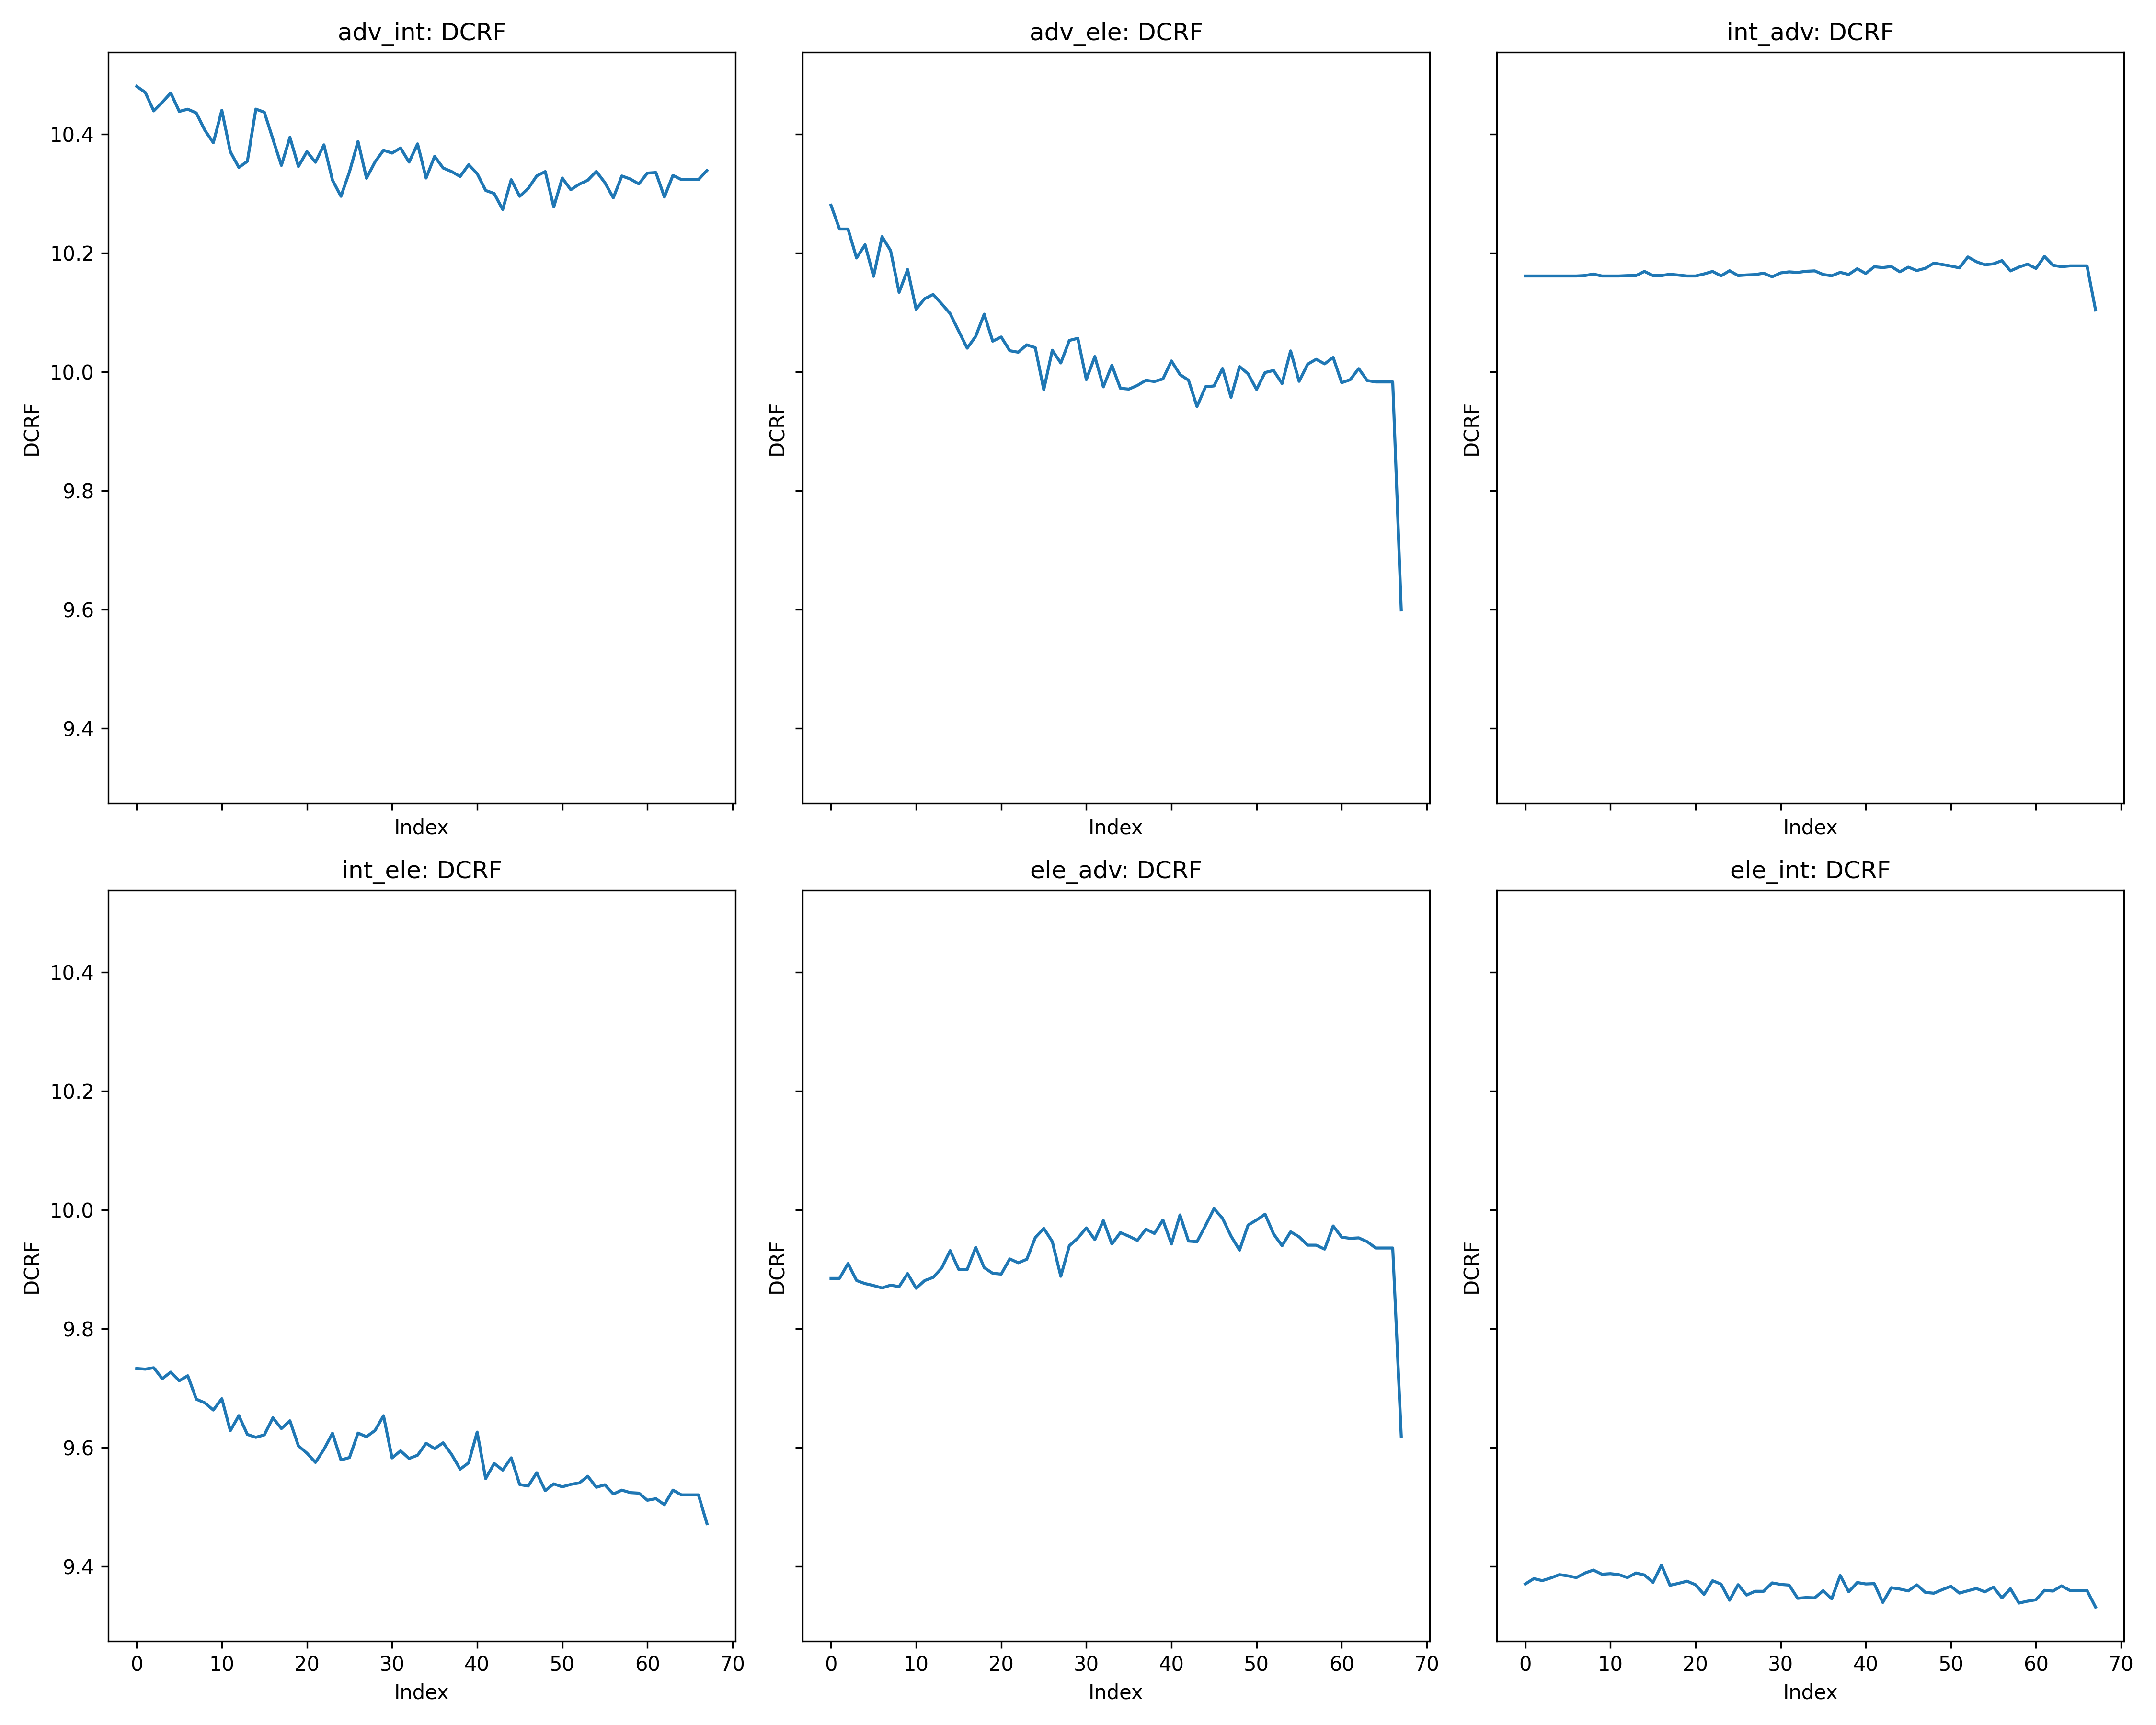 adv_int: DCRF
adv_ele: DCRF
int_adv: DCRF
DCRF
10.4
10.2
10.0
9.8
9.6
9.4
Index
DCRF
Index
DCRF
Index
int_ele: DCRF
ele_adv: DCRF
ele_int: DCRF
DCRF
10.4
10.2
10.0
9.8
9.6
9.4
0 10 20 30 40 50 60 70
Index
DCRF
0 10 20 30 40 50 60 70
Index
DCRF
0 10 20 30 40 50 60 70
Index